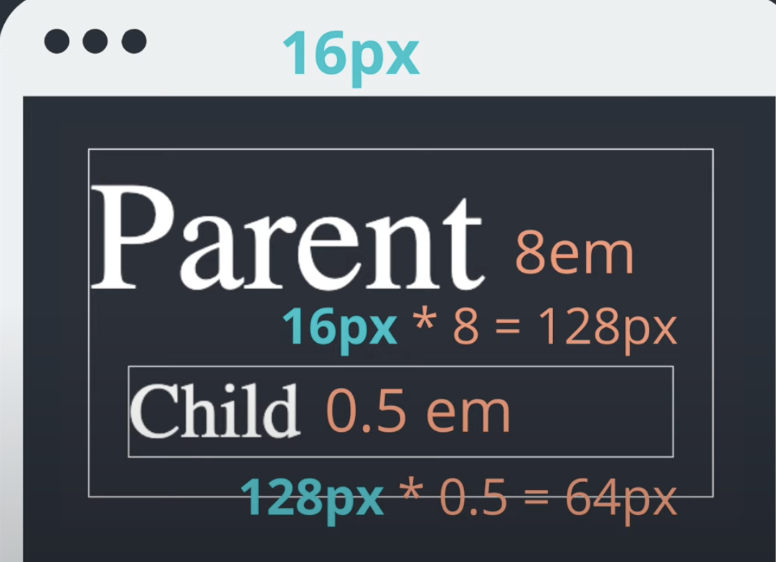 16px
Parent 8em
16px * 8 = 128px
Child 0.5 em
128px * 0.5 = 64px